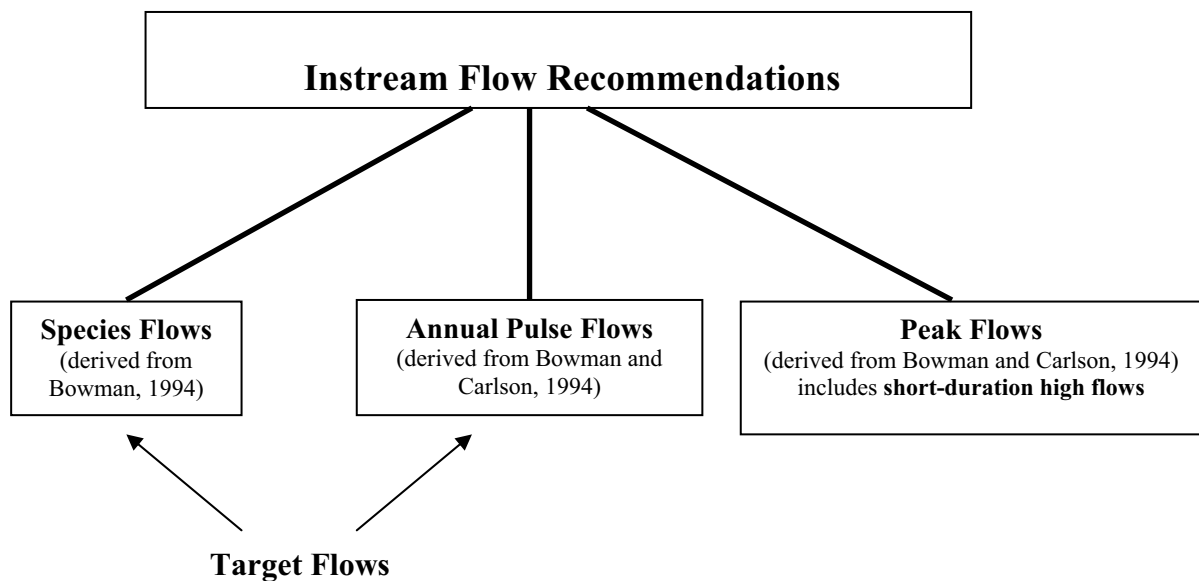 Instream Flow Recommendations
Species Flows
(derived from
Bowman, 1994)
Annual Pulse Flows
(derived from Bowman and
Carlson, 1994)
Peak Flows
(derived from Bowman and Carlson, 1994)
includes short-duration high flows
Target Flows